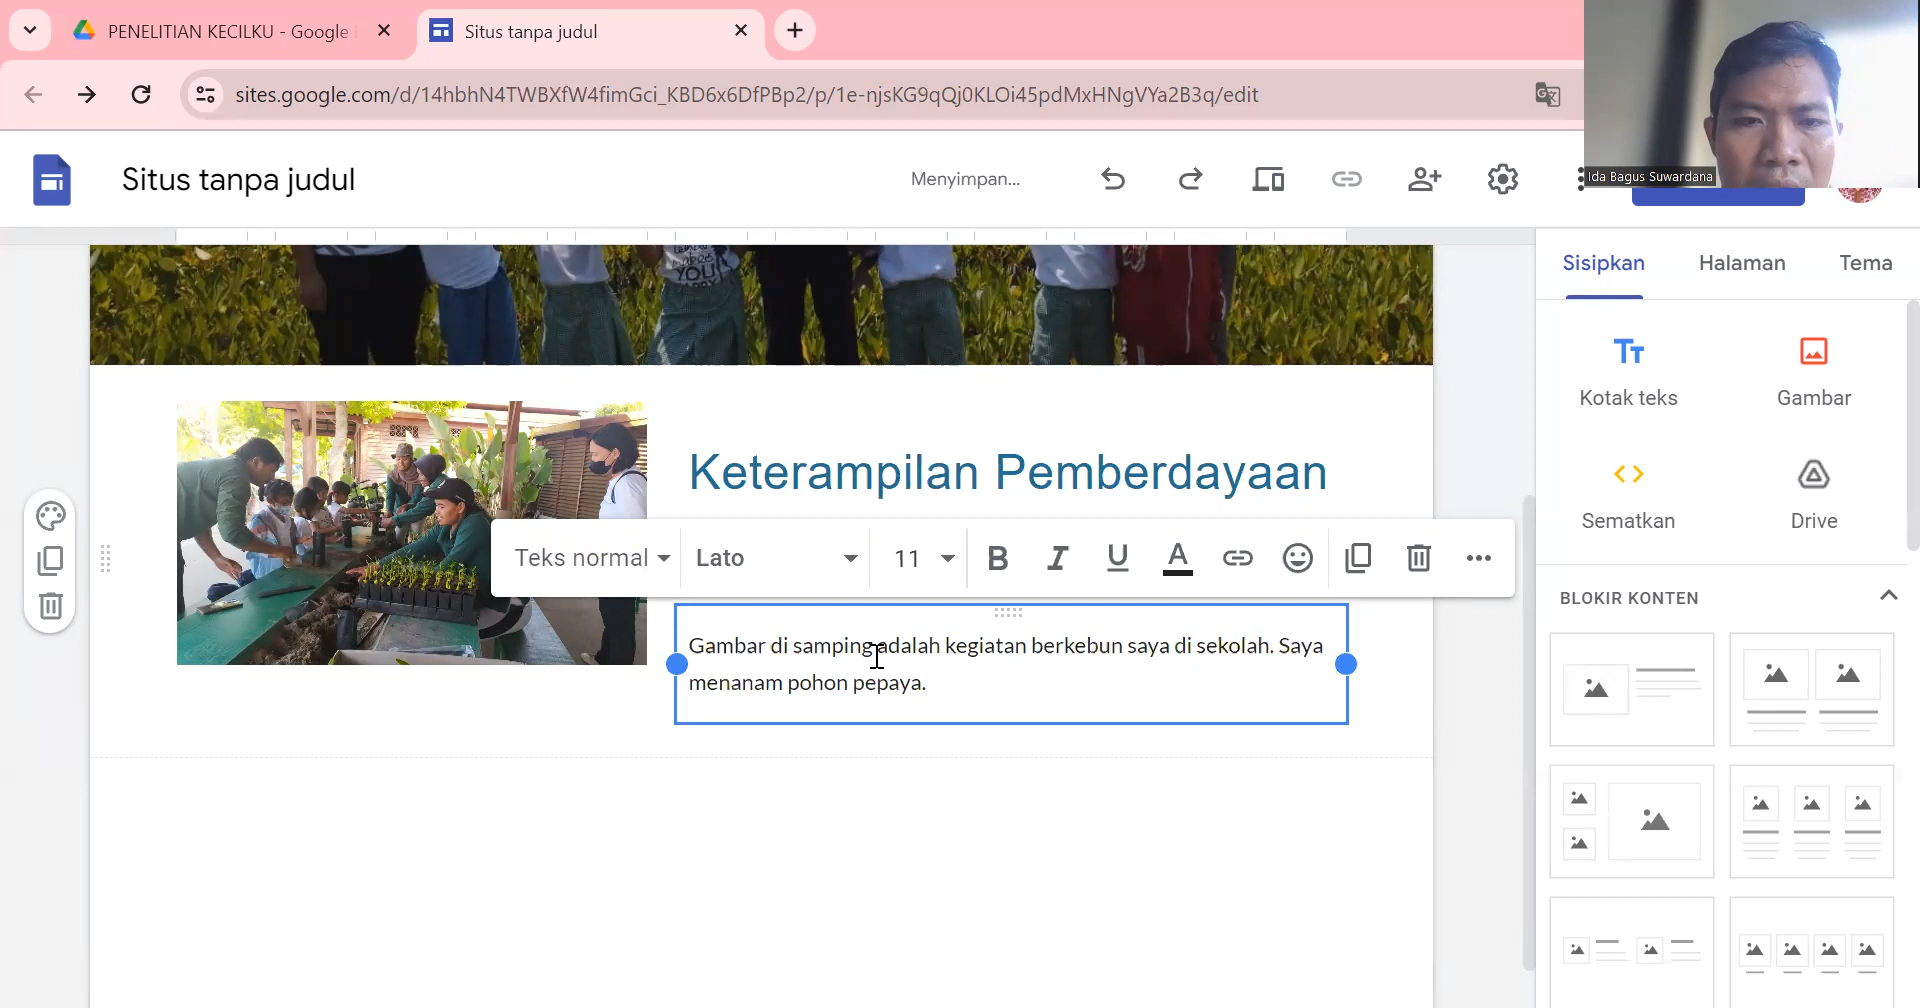 PENELITIAN KECILKU - Google
Situs tanpa judul
sites.google.com/d/14hbhN4TWBXfW4fimGci_KBD6x6DfPBp2/p/1e-njsKG9qQj0KLOi45pdMxHNgVYa2B3q/edit
Situs tanpa judul
Menyimpan...
Ida Bagus Suwardana
Sisipkan
Halaman
Tema
YOU
Kotak teks
Gambar
Sematkan
Drive
BLOKIR KONTEN
Keterampilan Pemberdayaan
Teks normal
Lato
11
B I U A
Gambar di samping adalah kegiatan berkebun saya di sekolah. Saya
menanam pohon pepaya.